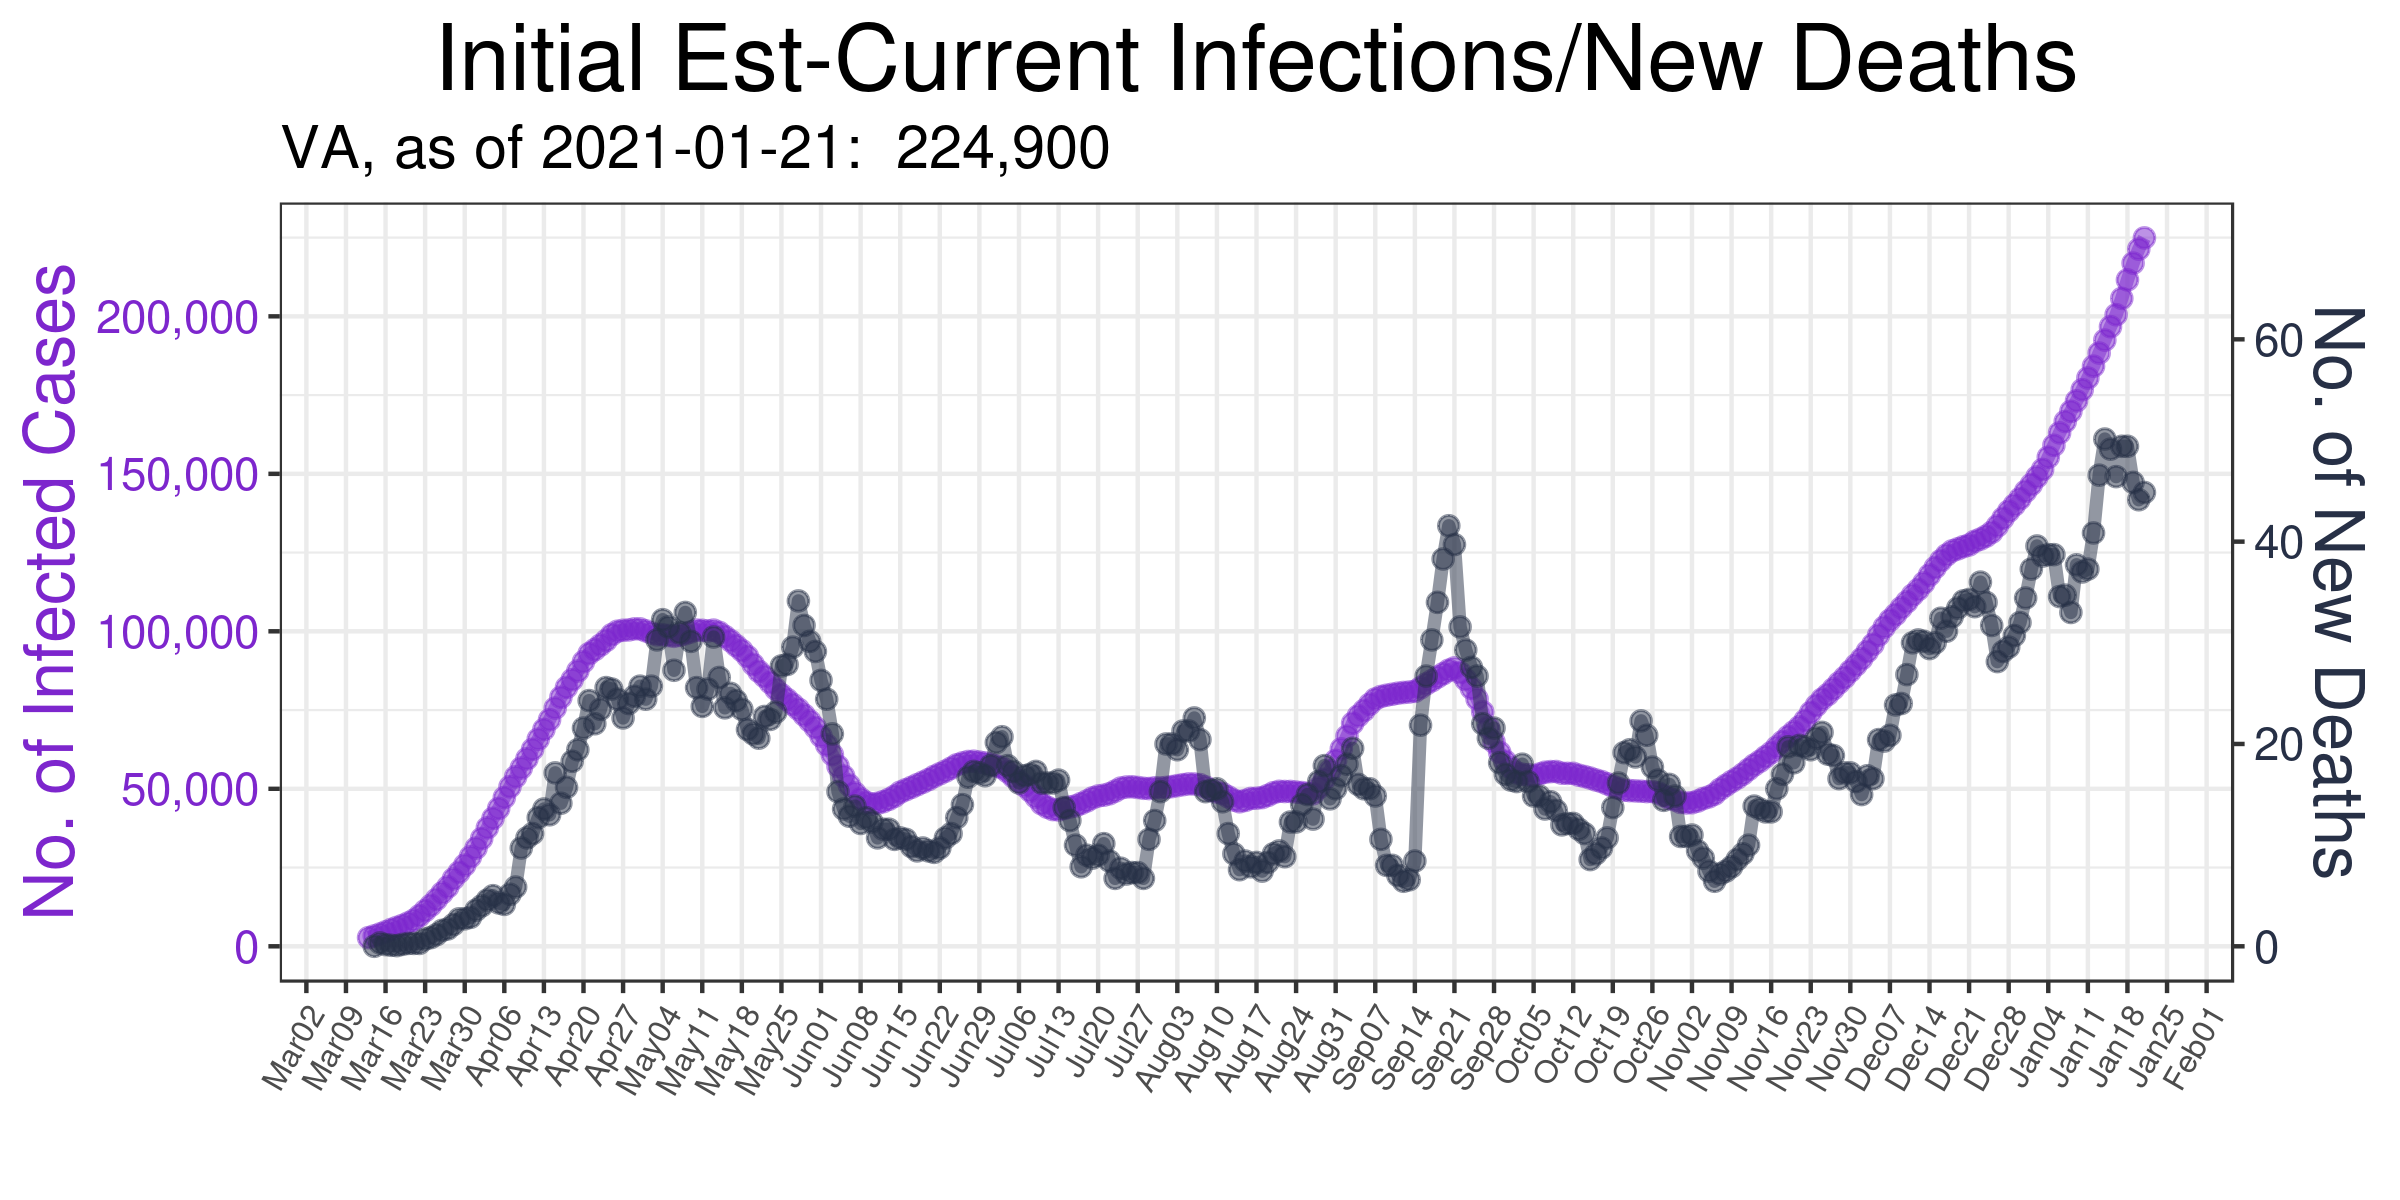 Initial Est-Current Infections/New Deaths
VA, as of 2021-01-21:  224,900
No. of Infected Cases
200,000
150,000
100,000
50,000
0
60
40
20
0
No. of New Deaths
Mar02 Mar09 Mar16 Mar23 Mar30 Apr06 Apr13 Apr20 Apr27 May04 May11 May18 May25 Jun01 Jun08 Jun15 Jun22 Jun29 Jul06 Jul13 Jul20 Jul27 Aug03 Aug10 Aug17 Aug24 Aug31 Sep07 Sep14 Sep21 Sep28 Oct05 Oct12 Oct19 Oct26 Nov02 Nov09 Nov16 Nov23 Nov30 Dec07 Dec14 Dec21 Dec28 Jan04 Jan11 Jan18 Jan25 Feb01